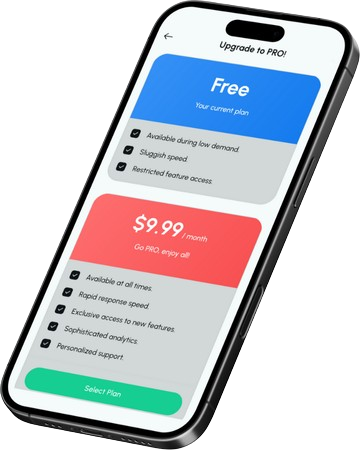 Upgrade to PRO!
Free
Your current plan
Available during low demand.
Sluggish speed.
Restricted feature access.
$9.99 / month
Go PRO, enjoy all!
Available at all times.
Rapid response speed.
Exclusive access to new features.
Sophisticated analytics.
Personalized support.
Select Plan